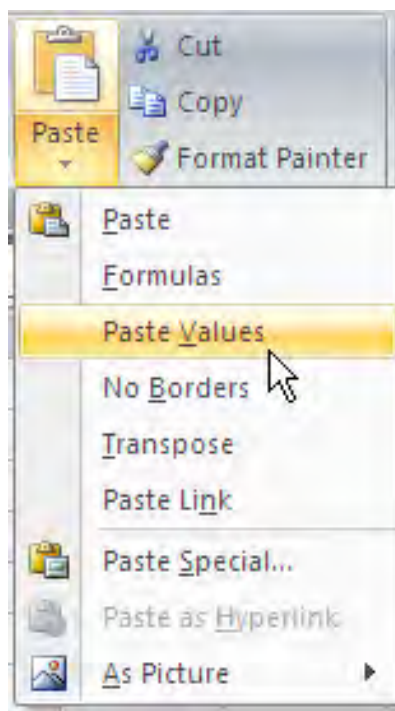 Cut
Copy
Paste
Format Painter
Paste
Formulas
Paste Values
No Borders
Transpose
Paste Link
Paste Special...
Paste as Hyperlink
As Picture